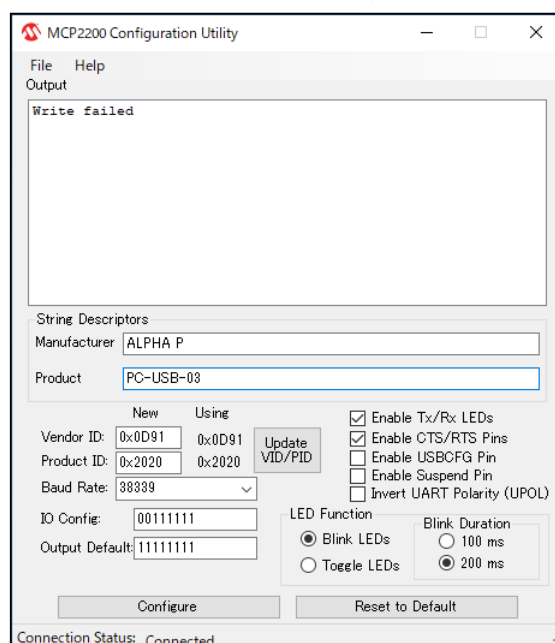 MCP2200 Configuration Utility
File Help
Output
Write failed
String Descriptors
Manufacturer ALPHA P
Product PC-USB-03
New Using
Vendor ID: 0x0D91 0x0D91
Product ID: 0x2020 0x2020
Update VID/PID
Baud Rate: 38339
IO Config: 00111111
Output Defau: 11111111
Enable Tx/Rx LEDs
Enable CTS/RTS Pins
Enable USBCFG Pin
Enable Suspend Pin
Invert UART Polarity (UPOL)
LED Function
Blink LEDs
Toggle LEDs
Blink Duration
100 ms
200 ms
Configure Reset to Default
Connection Status: Connected